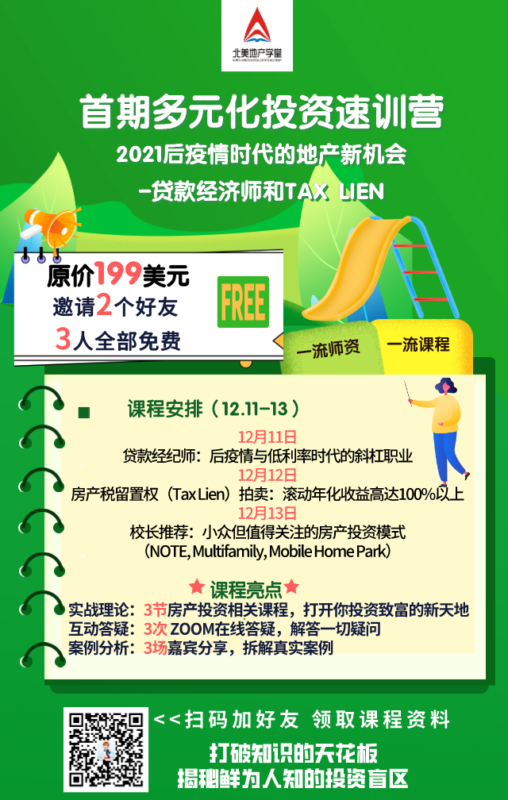 北美地产学堂
首期多元化投资速训营
2021后疫情时代的地产新机会
-贷款经济师和TAX LIEN
原价199美元
邀请2个好友
3人全部免费
FREE
一流师资
一流课程
课程安排（12.11-13）
12月11日
贷款经纪师：后疫情与低利率时代的斜杠职业
12月12日
房产税留置权（Tax Lien）拍卖：滚动年化收益高达100%以上
12月13日
校长推荐：小众但值得关注的房产投资模式
（NOTE, Multifamily, Mobile Home Park）
课程亮点
实战理论：3节房产投资相关课程，打开你投资致富的新天地
互动答疑：3次 ZOOM在线答疑，解答一切疑问
案例分析：3场嘉宾分享，拆解真实案例
<<扫码加好友 领取课程资料
打破知识的天花板
揭秘鲜为人知的投资盲区